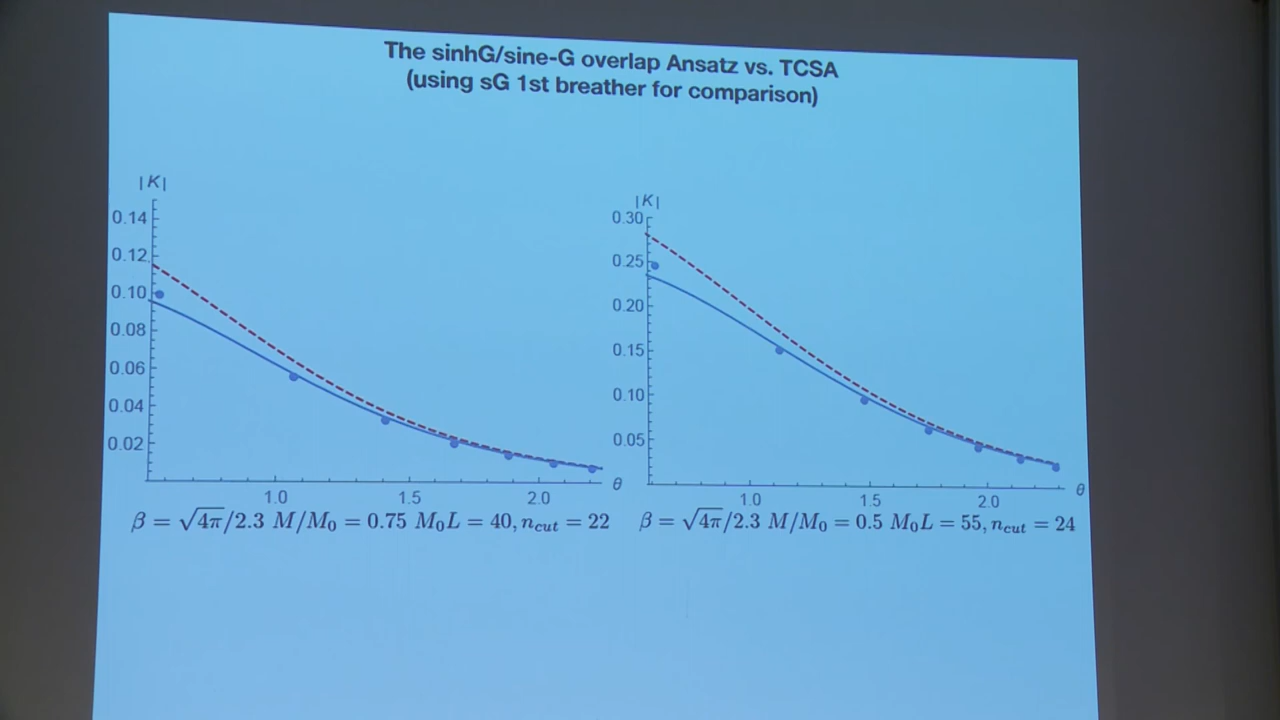 The sinhG/sine-G overlap Ansatz vs. TCSA
(using sG 1st breather for comparison)
|K|
0.14
0.12
0.10
0.08
0.06
0.04
0.02
1.0 1.5 2.0 θ
β = √4π/2.3 M/M₀ = 0.75 M₀L = 40, n_cut = 22
|K|
0.30
0.25
0.20
0.15
0.10
0.05
1.0 1.5 2.0 θ
β = √4π/2.3 M/M₀ = 0.5 M₀L = 55, n_cut = 24